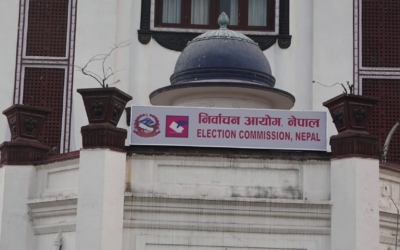 निर्वाचन आयोग, नेपाल
ELECTION COMMISSION, NEPAL